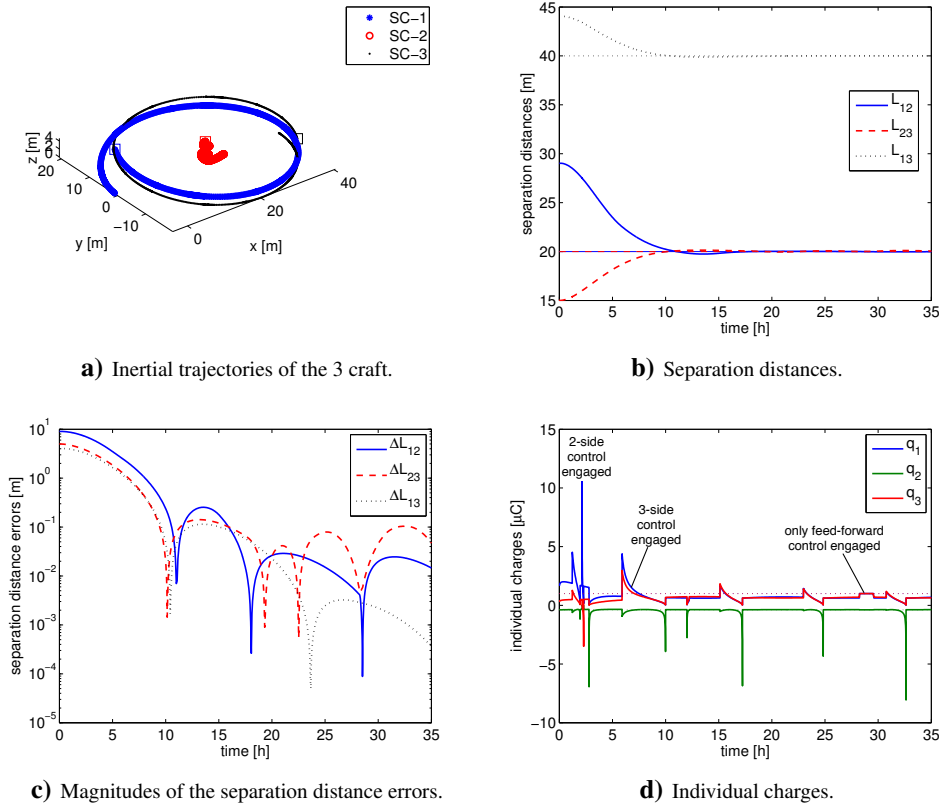 SC−1
SC−2
SC−3
z [m]
4
2
0
20
10
0
−10
y [m]
0
20
40
x [m]
a) Inertial trajectories of the 3 craft.
separation distances [m]
45
40
35
30
25
20
15
0 5 10 15 20 25 30 35
time [h]
L12
L23
L13
b) Separation distances.
separation distance errors [m]
10^1
10^0
10^−1
10^−2
10^−3
10^−4
10^−5
0 5 10 15 20 25 30 35
time [h]
ΔL12
ΔL23
ΔL13
c) Magnitudes of the separation distance errors.
individual charges [µC]
15
10
5
0
−5
−10
0 5 10 15 20 25 30 35
time [h]
2-side
control
engaged
3-side
control
engaged
only feed-forward
control engaged
q1
q2
q3
d) Individual charges.